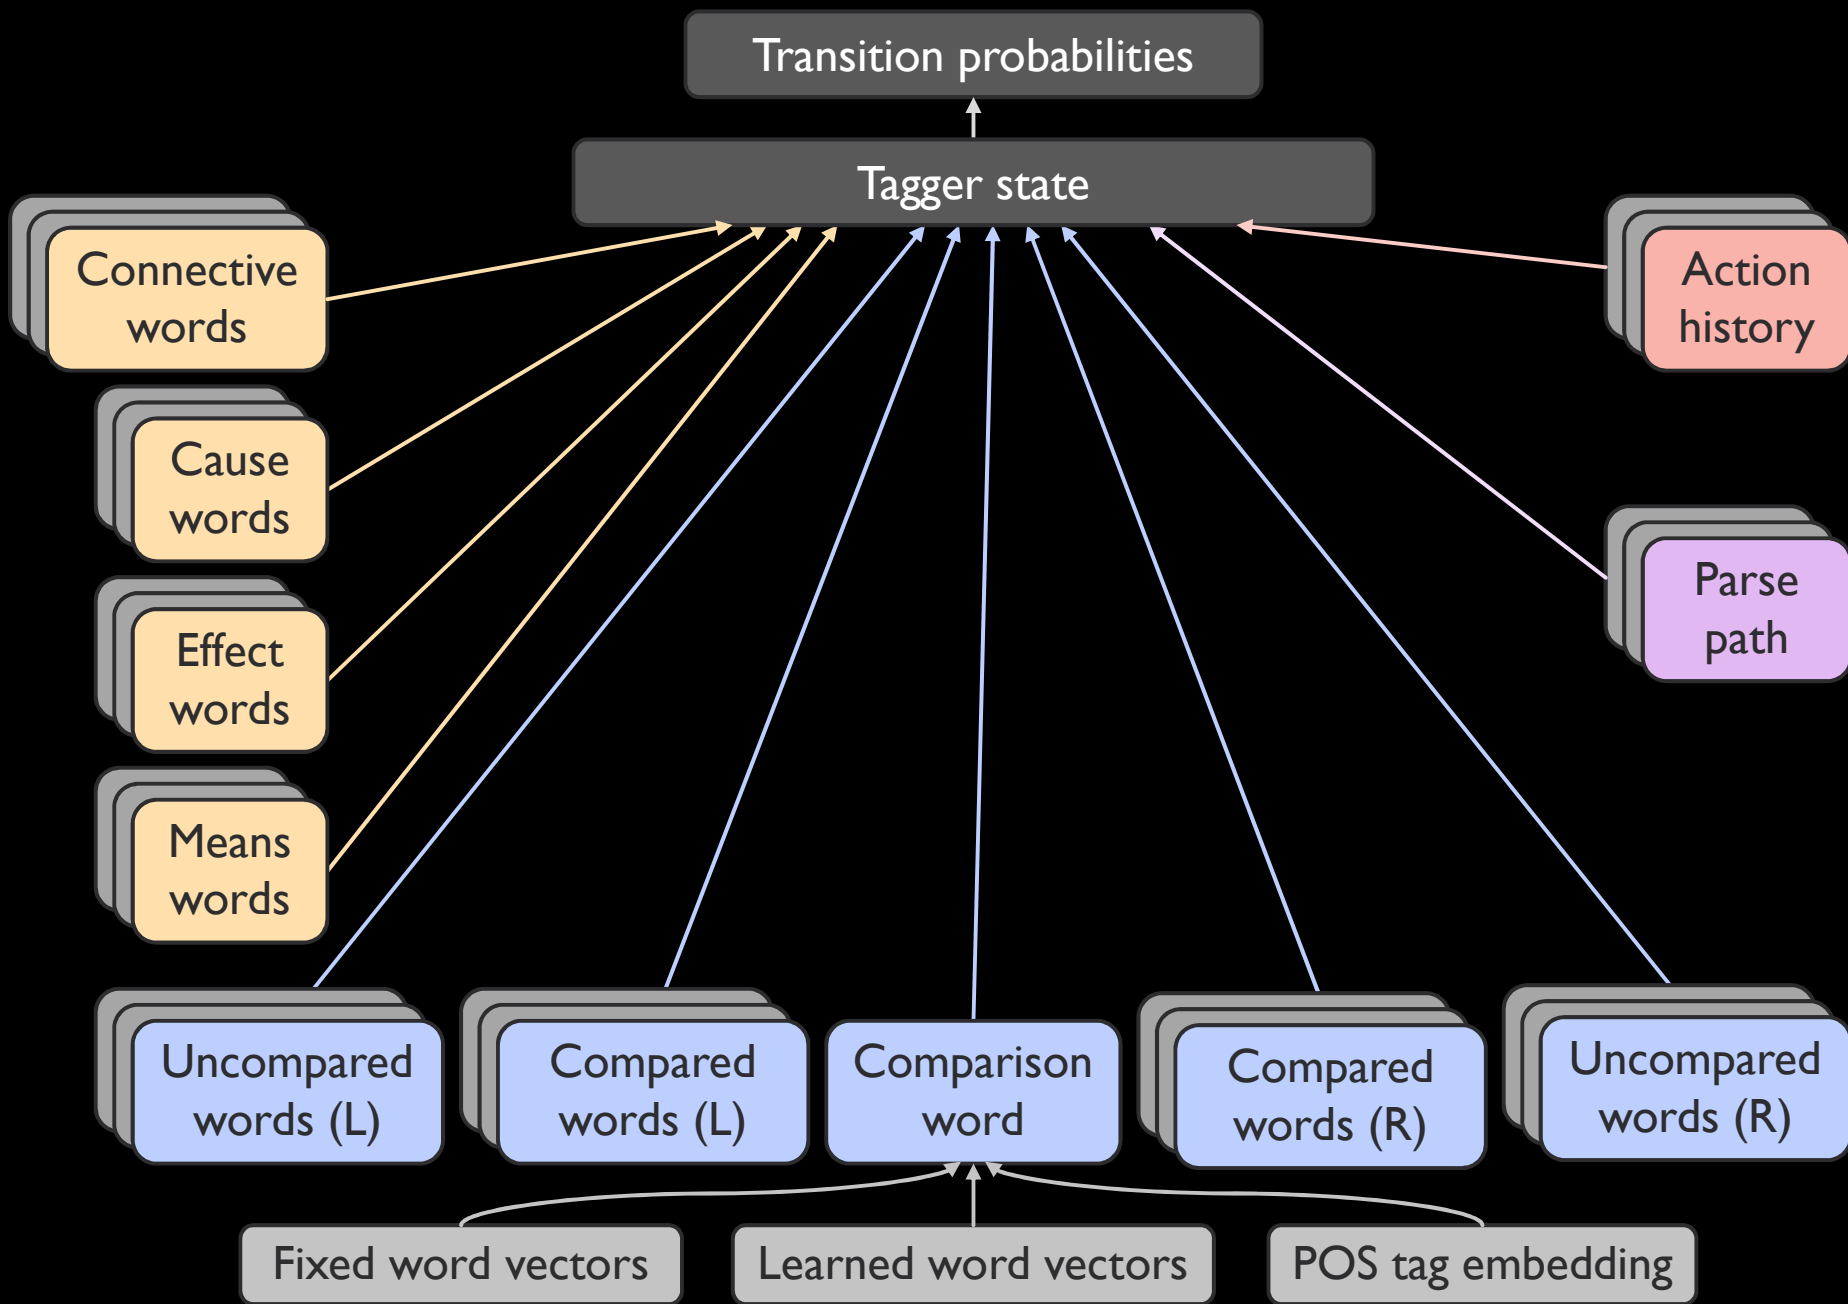 Transition probabilities
Tagger state
Connective
words
Action
history
Cause
words
Parse
path
Effect
words
Means
words
Uncompared
words (L)
Compared
words (L)
Comparison
word
Compared
words (R)
Uncompared
words (R)
Fixed word vectors
Learned word vectors
POS tag embedding